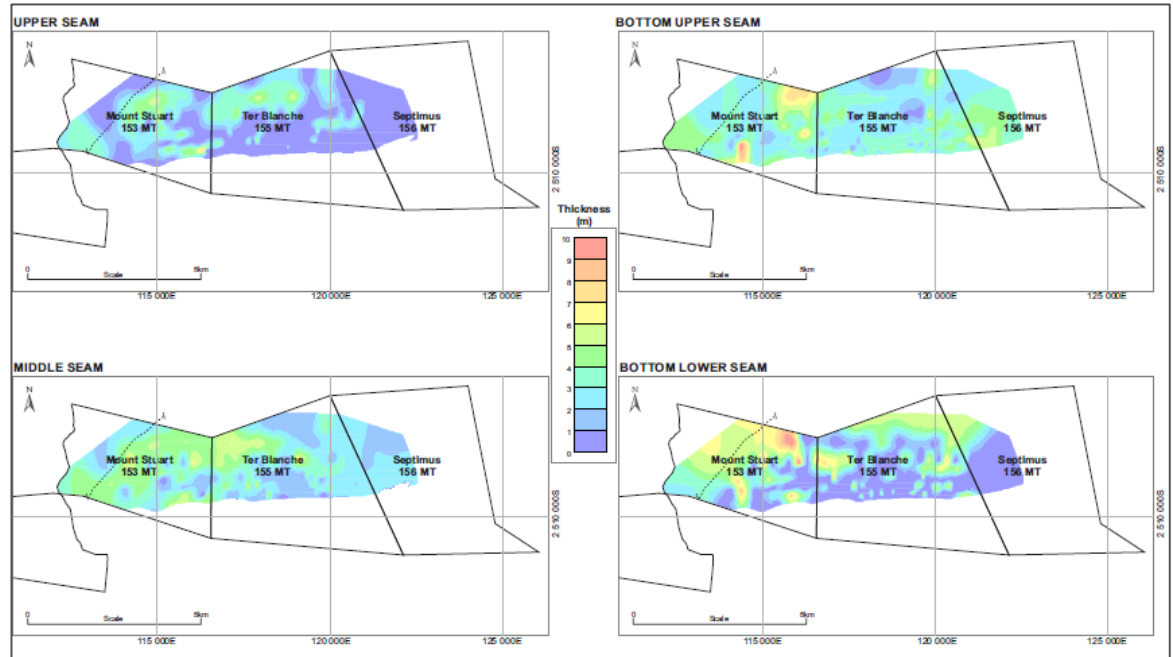 UPPER SEAM
N
Mount Stuart
153 MT
Ter Blanche
155 MT
Septimus
156 MT
2 510 000S
0
Scale
5km
115 000E
120 000E
125 000E
BOTTOM UPPER SEAM
N
Mount Stuart
153 MT
Ter Blanche
155 MT
Septimus
156 MT
2 510 000S
0
Scale
5km
115 000E
120 000E
125 000E
Thickness
(m)
10
9
8
7
6
5
4
3
2
1
0
MIDDLE SEAM
N
Mount Stuart
153 MT
Ter Blanche
155 MT
Septimus
156 MT
2 510 000S
0
Scale
5km
115 000E
120 000E
125 000E
BOTTOM LOWER SEAM
N
Mount Stuart
153 MT
Ter Blanche
155 MT
Septimus
156 MT
2 510 000S
0
Scale
5km
115 000E
120 000E
125 000E